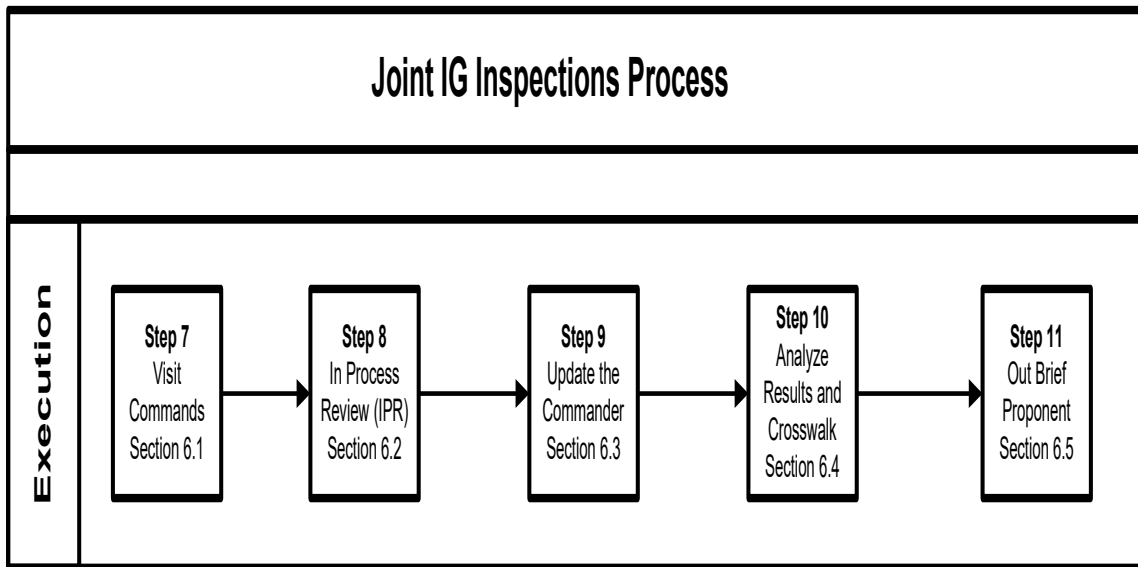 Joint IG Inspections Process
Execution
Step 7
Visit
Commands
Section 6.1
Step 8
In Process
Review (IPR)
Section 6.2
Step 9
Update the
Commander
Section 6.3
Step 10
Analyze
Results and
Crosswalk
Section 6.4
Step 11
Out Brief
Proponent
Section 6.5